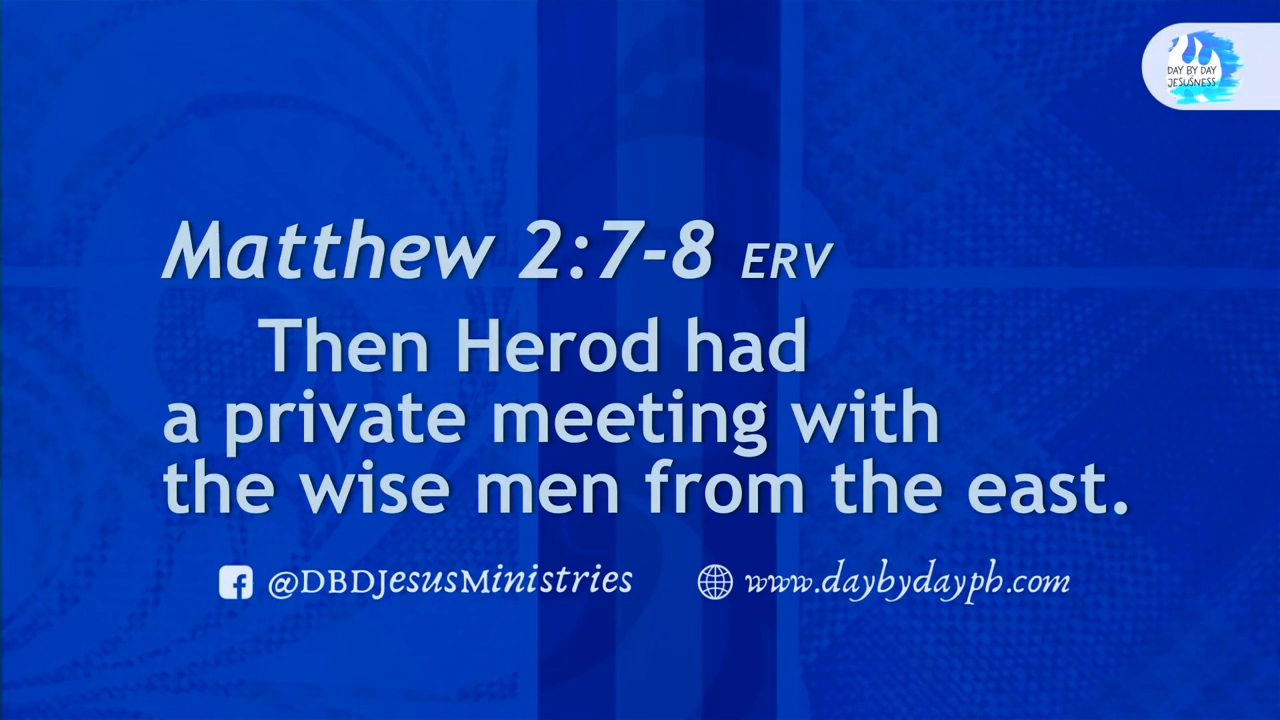 DAY BY DAY
JESUSNESS
Matthew 2:7-8 ERV
Then Herod had
a private meeting with
the wise men from the east.
@DBDJesusMinistries
www.daybydayph.com